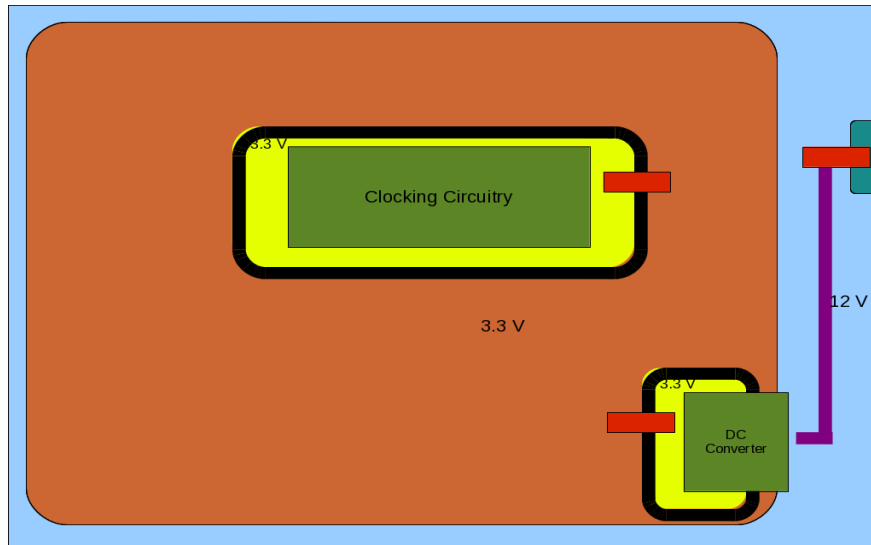 3.3 V
Clocking Circuitry
12 V
3.3 V
3.3 V
DC
Converter